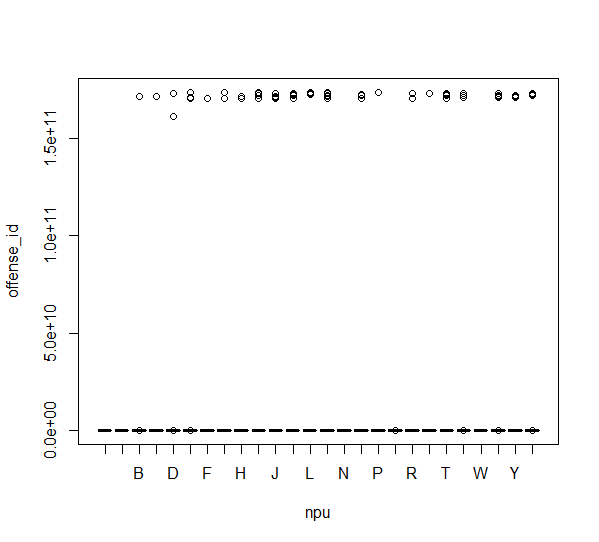 1.5e+11
1.0e+11
5.0e+10
0.0e+00
offense_id
B D F H J L N P R T W Y
npu